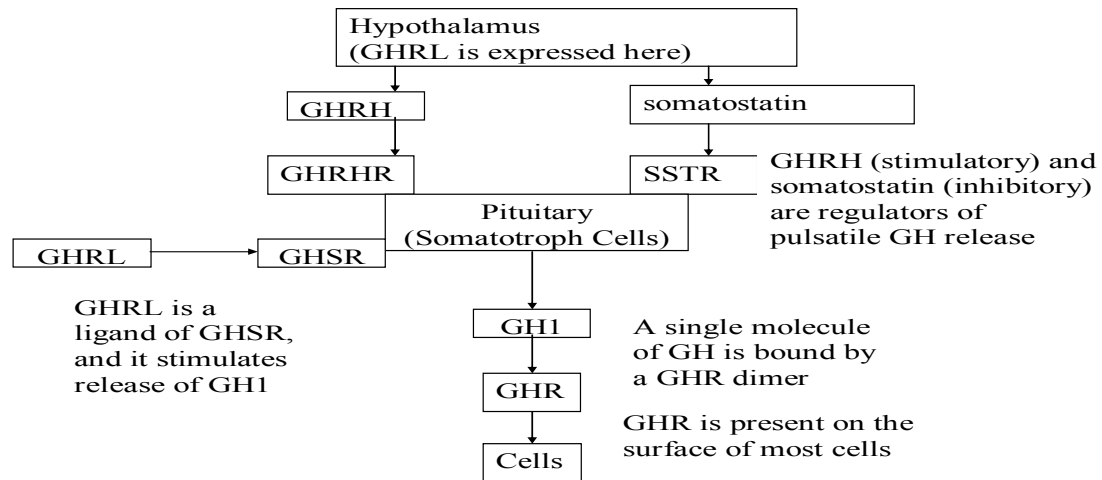 Hypothalamus
(GHRL is expressed here)
GHRH
somatostatin
GHRHR
SSTR
GHRH (stimulatory) and
somatostatin (inhibitory)
are regulators of
pulsatile GH release
Pituitary
(Somatotroph Cells)
GHRL
GHSR
GHRL is a
ligand of GHSR,
and it stimulates
release of GH1
GH1
A single molecule
of GH is bound by
a GHR dimer
GHR
GHR is present on the
surface of most cells
Cells